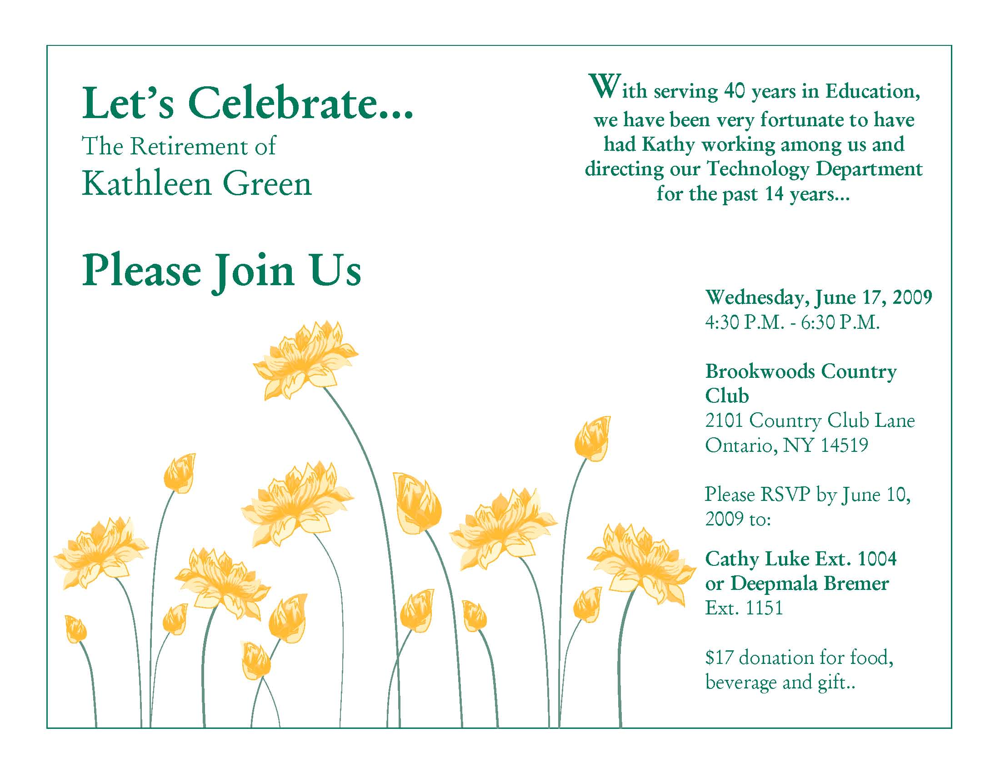 Let's Celebrate...
The Retirement of
Kathleen Green
Please Join Us
With serving 40 years in Education,
we have been very fortunate to have
had Kathy working among us and
directing our Technology Department
for the past 14 years...
Wednesday, June 17, 2009
4:30 P.M. - 6:30 P.M.
Brookwoods Country
Club
2101 Country Club Lane
Ontario, NY 14519
Please RSVP by June 10,
2009 to:
Cathy Luke Ext. 1004
or Deepmala Bremer
Ext. 1151
$17 donation for food,
beverage and gift..